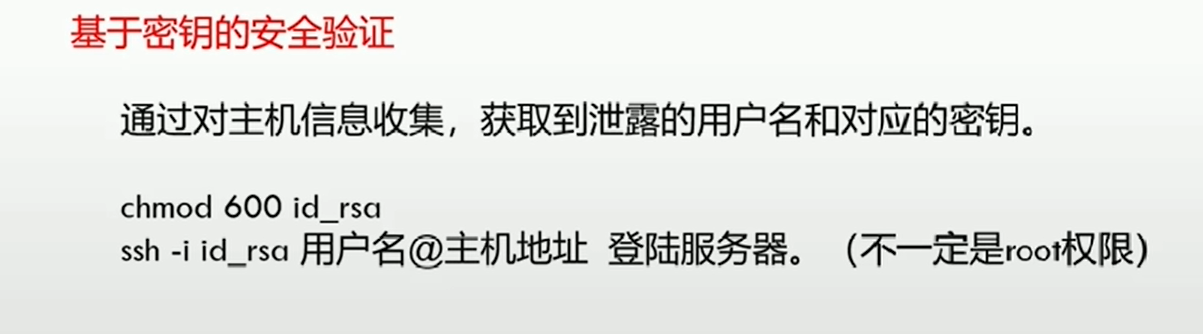 基于密钥的安全验证
通过对主机信息收集，获取到泄露的用户名和对应的密钥。
chmod 600 id_rsa
ssh -i id_rsa 用户名@主机地址 登陆服务器。（不一定是root权限）